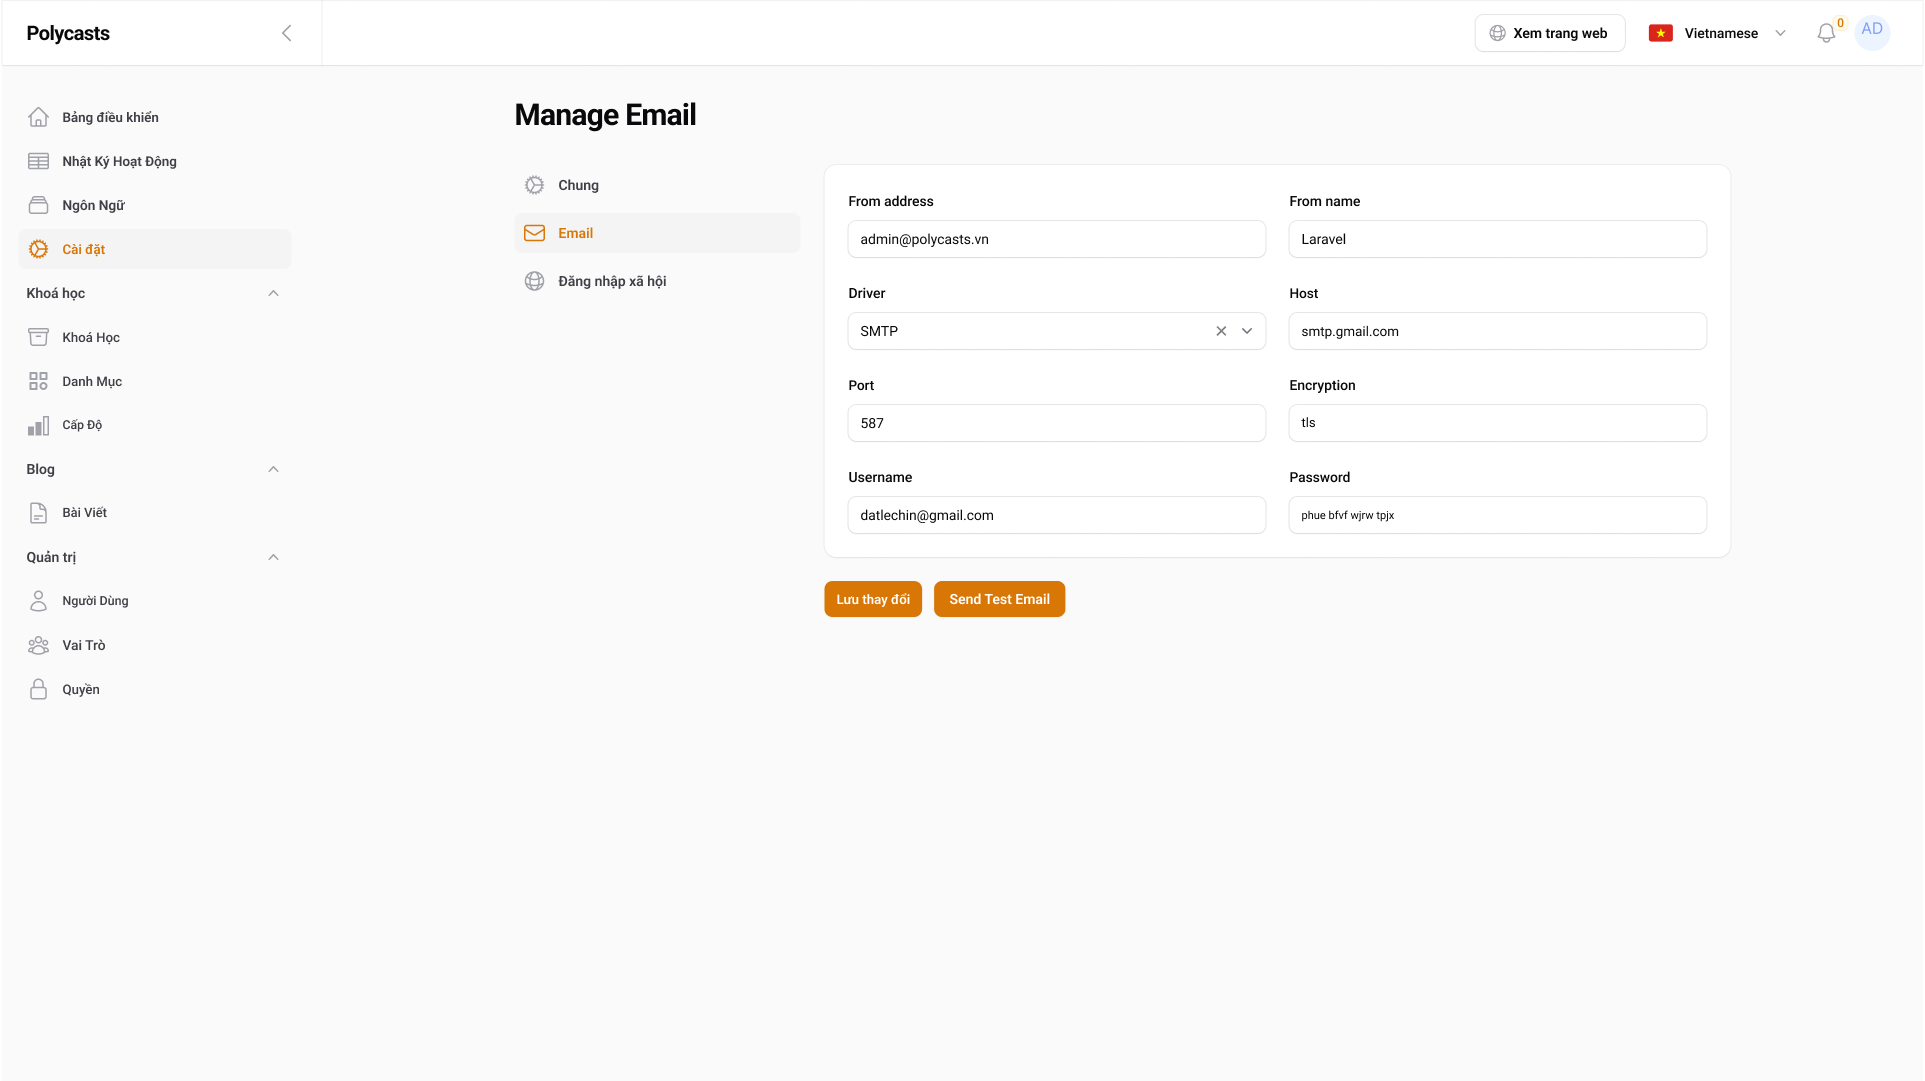 Polycasts
Xem trang web
Vietnamese
0
AD
Bảng điều khiển
Nhật Ký Hoạt Động
Ngôn Ngữ
Cài đặt
Khoá học
Khoá Học
Danh Mục
Cấp Độ
Blog
Bài Viết
Quản trị
Người Dùng
Vai Trò
Quyền
Manage Email
Chung
Email
Đăng nhập xã hội
From address
From name
admin@polycasts.vn
Laravel
Driver
Host
SMTP
smtp.gmail.com
Port
Encryption
587
tls
Username
Password
datlechin@gmail.com
phue bfvf wjrw tpjx
Lưu thay đổi
Send Test Email